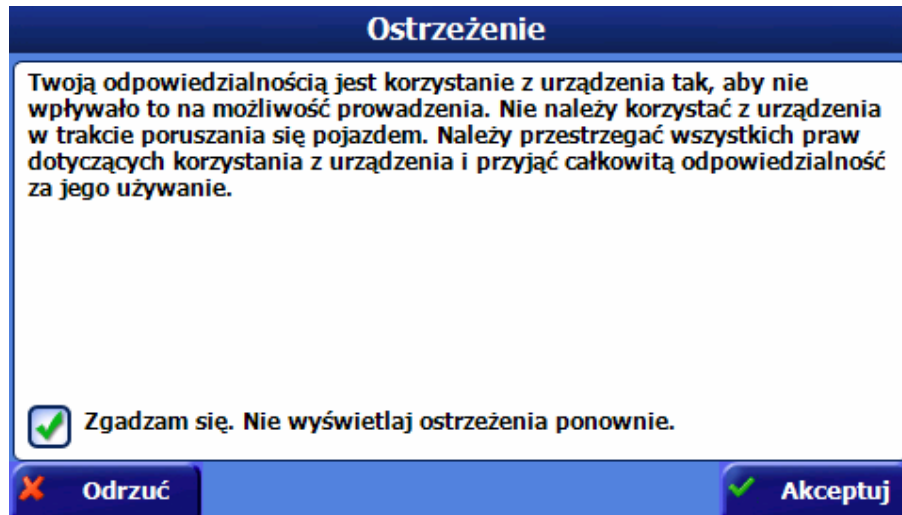 Ostrzeżenie
Twoją odpowiedzialnością jest korzystanie z urządzenia tak, aby nie
wpływało to na możliwość prowadzenia. Nie należy korzystać z urządzenia
w trakcie poruszania się pojazdem. Należy przestrzegać wszystkich praw
dotyczących korzystania z urządzenia i przyjąć całkowitą odpowiedzialność
za jego używanie.
Zgadzam się. Nie wyświetlaj ostrzeżenia ponownie.
Odrzuć
Akceptuj